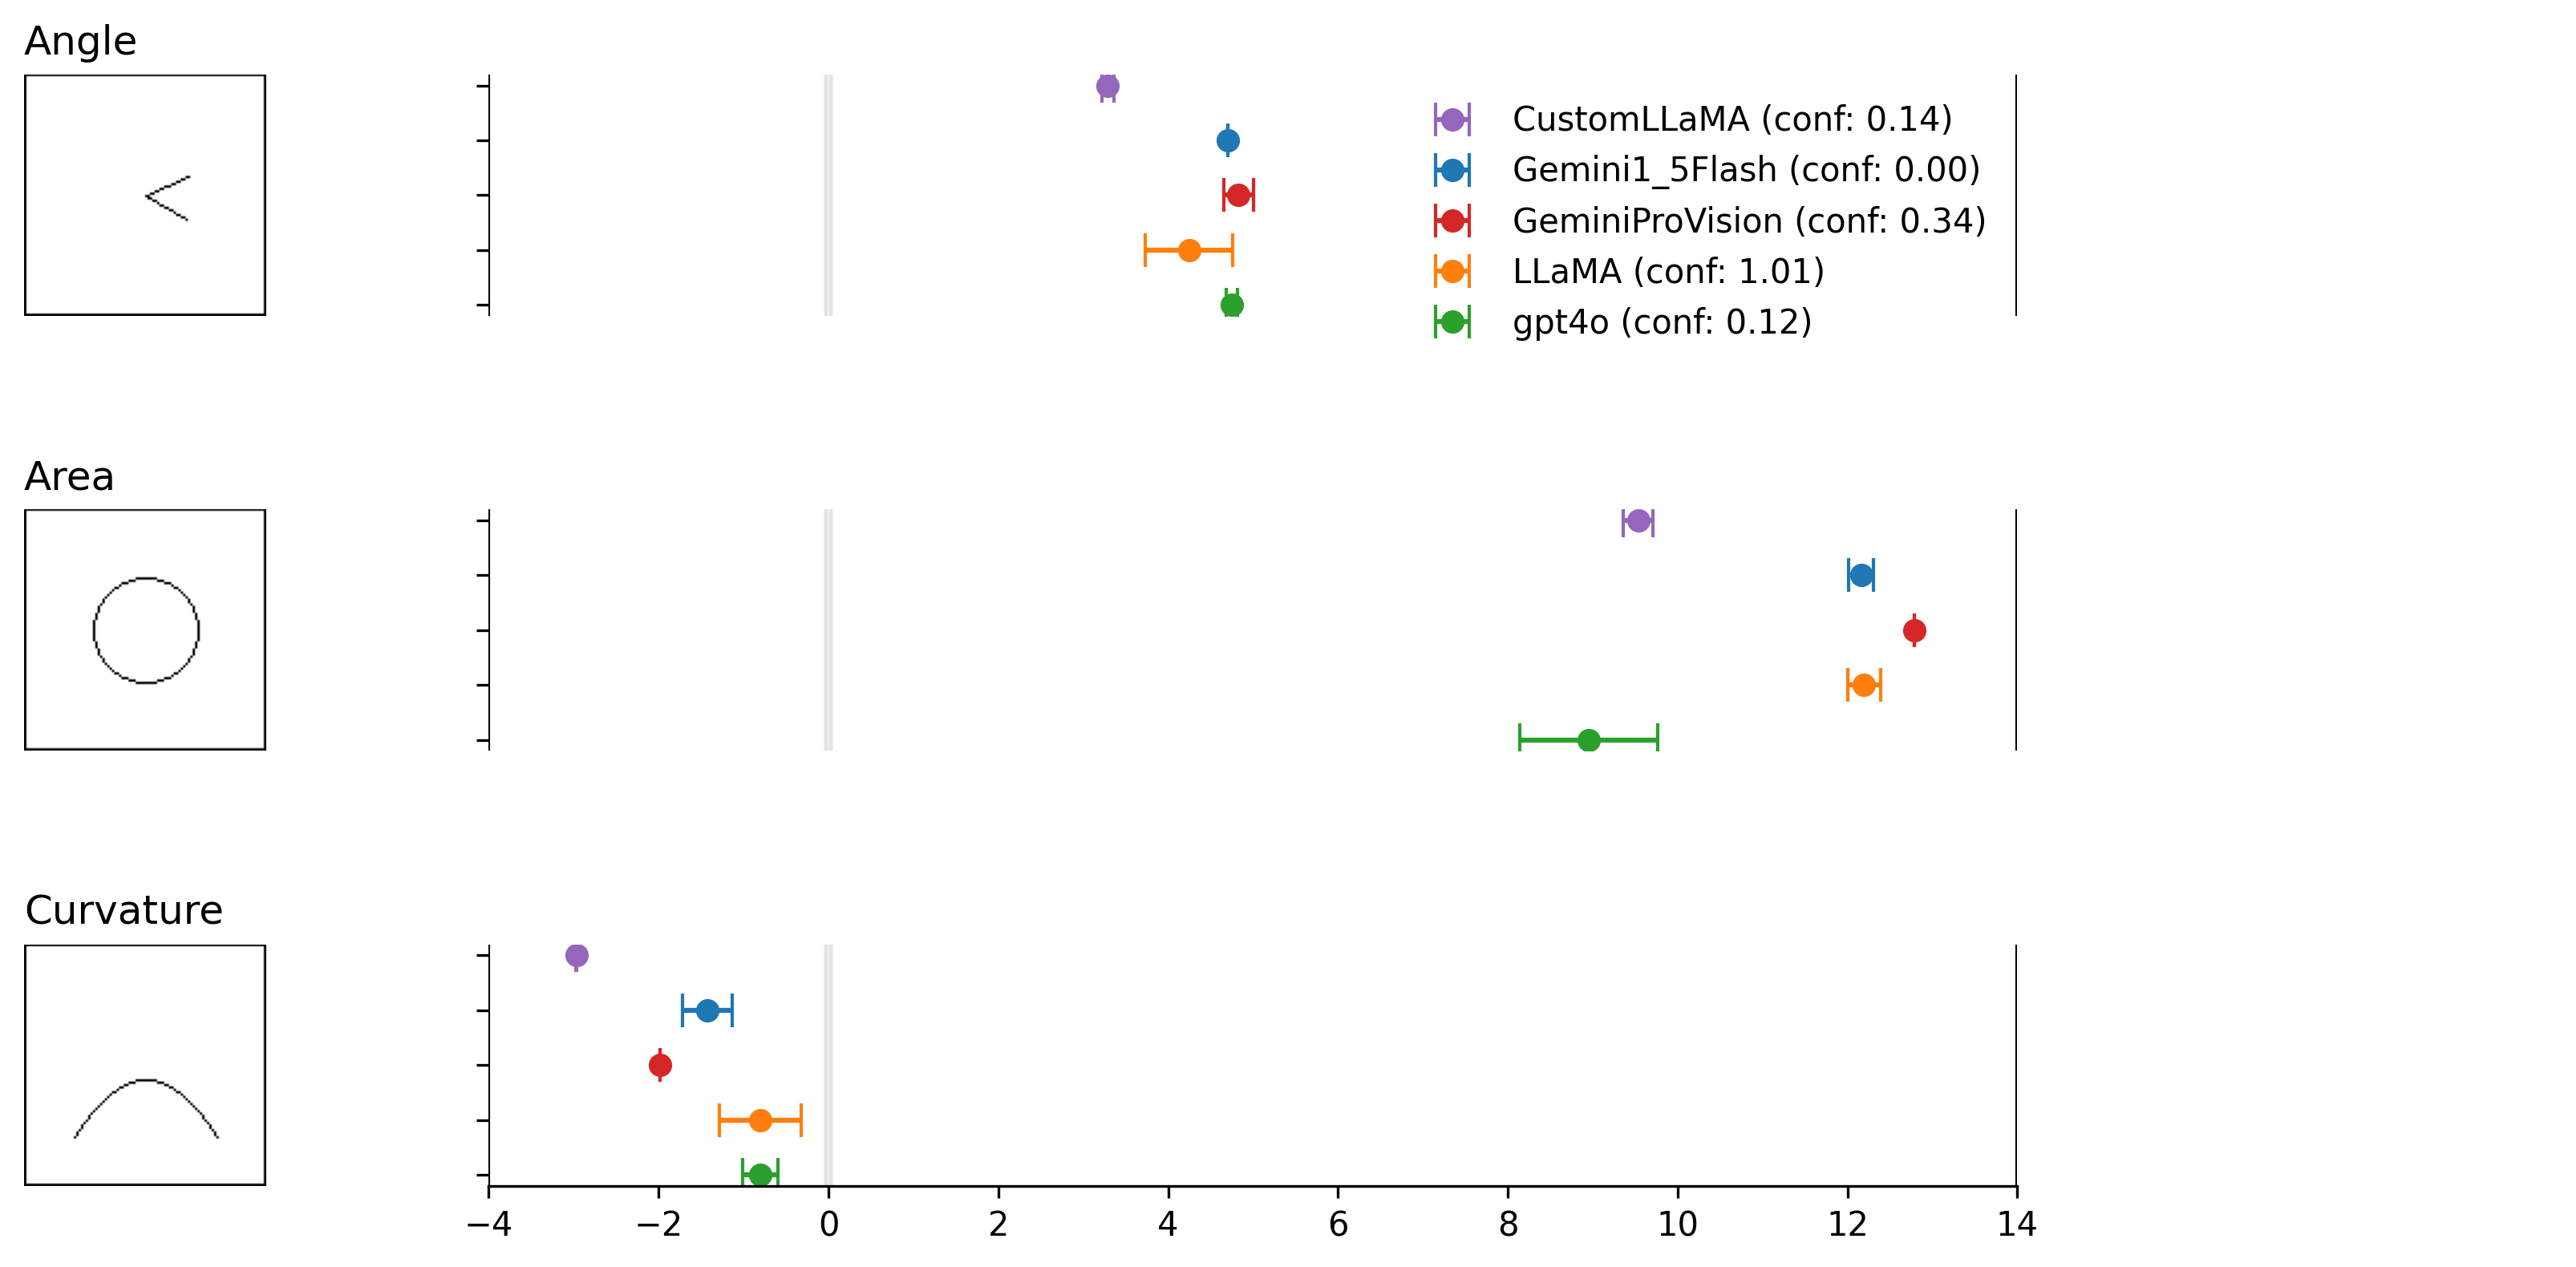 Angle
CustomLLaMA (conf: 0.14)
Gemini1_5Flash (conf: 0.00)
GeminiProVision (conf: 0.34)
LLaMA (conf: 1.01)
gpt4o (conf: 0.12)
Area
Curvature
−4 −2 0 2 4 6 8 10 12 14